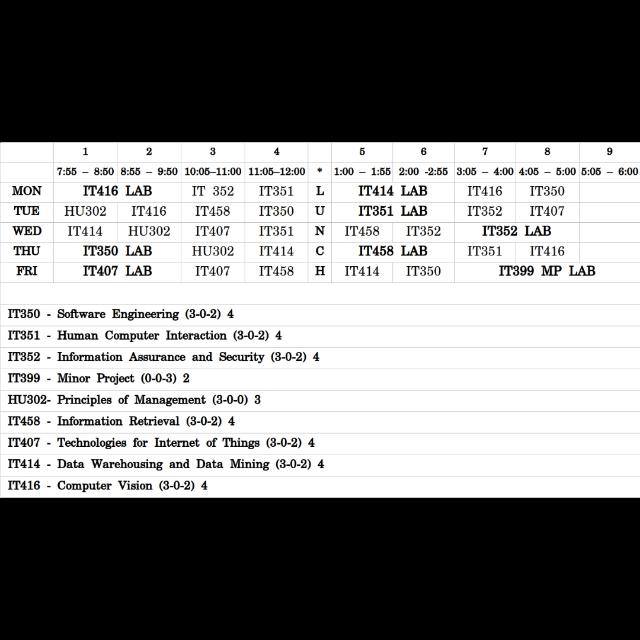 1 2 3 4 5 6 7 8 9
7:55 – 8:50 8:55 – 9:50 10:05–11:00 11:05–12:00 * 1:00 – 1:55 2:00 -2:55 3:05 – 4:00 4:05 – 5:00 5:05 – 6:00
MON IT416 LAB IT 352 IT351 L IT414 LAB IT416 IT350
TUE HU302 IT416 IT458 IT350 U IT351 LAB IT352 IT407
WED IT414 HU302 IT407 IT351 N IT458 IT352 IT352 LAB
THU IT350 LAB HU302 IT414 C IT458 LAB IT351 IT416
FRI IT407 LAB IT407 IT458 H IT414 IT350 IT399 MP LAB
IT350 - Software Engineering (3-0-2) 4
IT351 - Human Computer Interaction (3-0-2) 4
IT352 - Information Assurance and Security (3-0-2) 4
IT399 - Minor Project (0-0-3) 2
HU302- Principles of Management (3-0-0) 3
IT458 - Information Retrieval (3-0-2) 4
IT407 - Technologies for Internet of Things (3-0-2) 4
IT414 - Data Warehousing and Data Mining (3-0-2) 4
IT416 - Computer Vision (3-0-2) 4